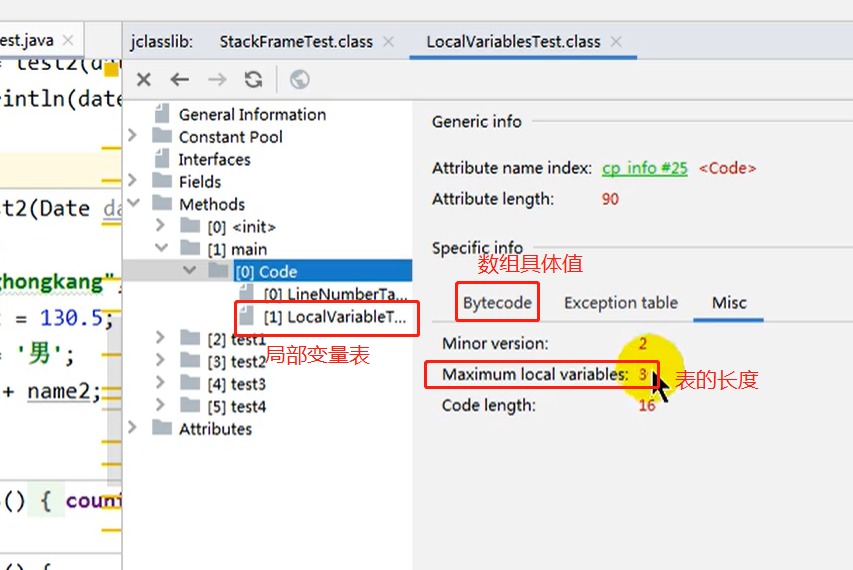 est.java
jclasslib:
StackFrameTest.class
LocalVariablesTest.class
= test2(da
rintln(date
st2(Date da
ghongkang"
= 130.5;
= '男';
+ name2;
() { coun
General Information
Constant Pool
Interfaces
Fields
Methods
[0] <init>
[1] main
[0] Code
[0] LineNumberTa...
[1] LocalVariableT...
局部变量表
[2] test1
[3] test2
[4] test3
[5] test4
Attributes
Generic info
Attribute name index: cp_info #25 <Code>
Attribute length: 90
Specific info
数组具体值
Bytecode Exception table Misc
Minor version: 2
Maximum local variables: 3
表的长度
Code length: 16